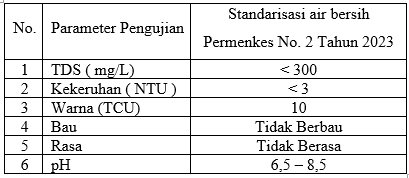 No. Parameter Pengujian Standarisasi air bersih
Permenkes No. 2 Tahun 2023
1 TDS ( mg/L) < 300
2 Kekeruhan ( NTU ) < 3
3 Warna (TCU) 10
4 Bau Tidak Berbau
5 Rasa Tidak Berasa
6 pH 6,5 – 8,5